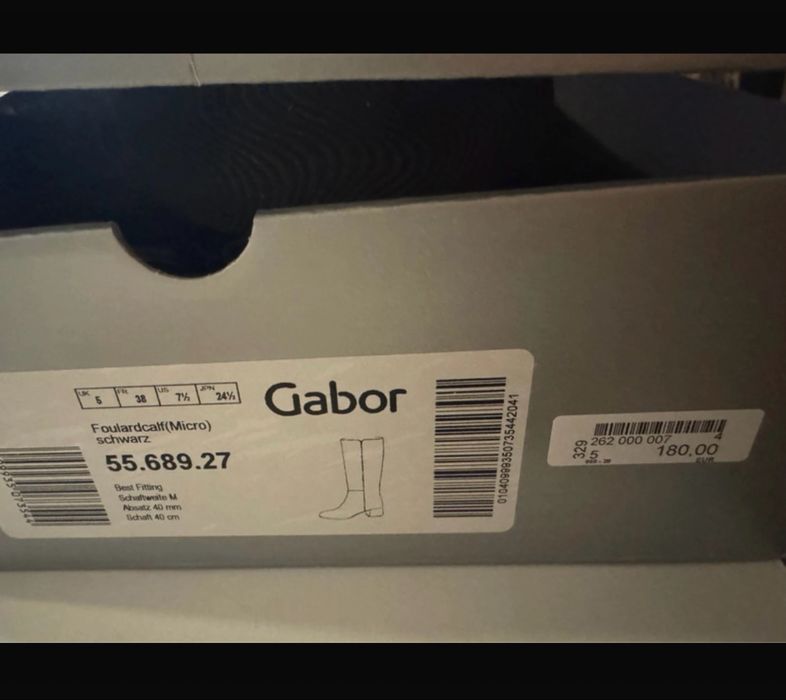 UK 5 FR 38 US 7½ JPN 24½
Gabor
Foulardcalf(Micro)
schwarz
55.689.27
Best Fitting
Schaftweite M
Absatz 40 mm
Schaft 40 cm
01040999350735442041
329
262 000 007 4
5 180,00
EUR